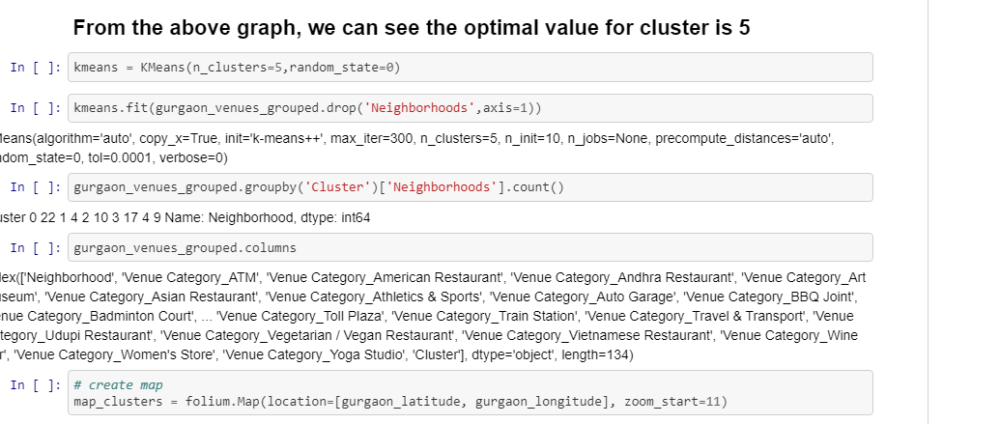 From the above graph, we can see the optimal value for cluster is 5
In [ ]: kmeans = KMeans(n_clusters=5,random_state=0)
In [ ]: kmeans.fit(gurgaon_venues_grouped.drop('Neighborhoods',axis=1))
Means(algorithm='auto', copy_x=True, init='k-means++', max_iter=300, n_clusters=5, n_init=10, n_jobs=None, precompute_distances='auto',
ndom_state=0, tol=0.0001, verbose=0)
In [ ]: gurgaon_venues_grouped.groupby('Cluster')['Neighborhoods'].count()
uster 0 22 1 4 2 10 3 17 4 9 Name: Neighborhood, dtype: int64
In [ ]: gurgaon_venues_grouped.columns
dex(['Neighborhood', 'Venue Category_ATM', 'Venue Category_American Restaurant', 'Venue Category_Andhra Restaurant', 'Venue Category_Art
useum', 'Venue Category_Asian Restaurant', 'Venue Category_Athletics & Sports', 'Venue Category_Auto Garage', 'Venue Category_BBQ Joint',
enue Category_Badminton Court', ... 'Venue Category_Toll Plaza', 'Venue Category_Train Station', 'Venue Category_Travel & Transport', 'Venue
tegory_Udupi Restaurant', 'Venue Category_Vegetarian / Vegan Restaurant', 'Venue Category_Vietnamese Restaurant', 'Venue Category_Wine
r', 'Venue Category_Women's Store', 'Venue Category_Yoga Studio', 'Cluster'], dtype='object', length=134)
In [ ]: # create map
map_clusters = folium.Map(location=[gurgaon_latitude, gurgaon_longitude], zoom_start=11)